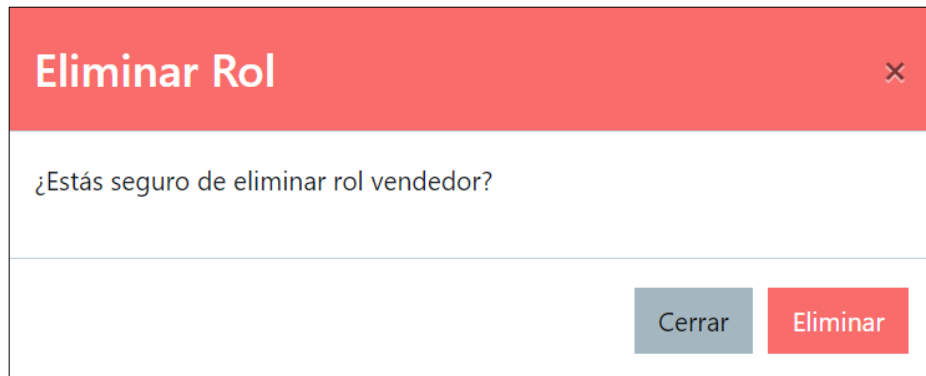 Eliminar Rol
×
¿Estás seguro de eliminar rol vendedor?
Cerrar
Eliminar